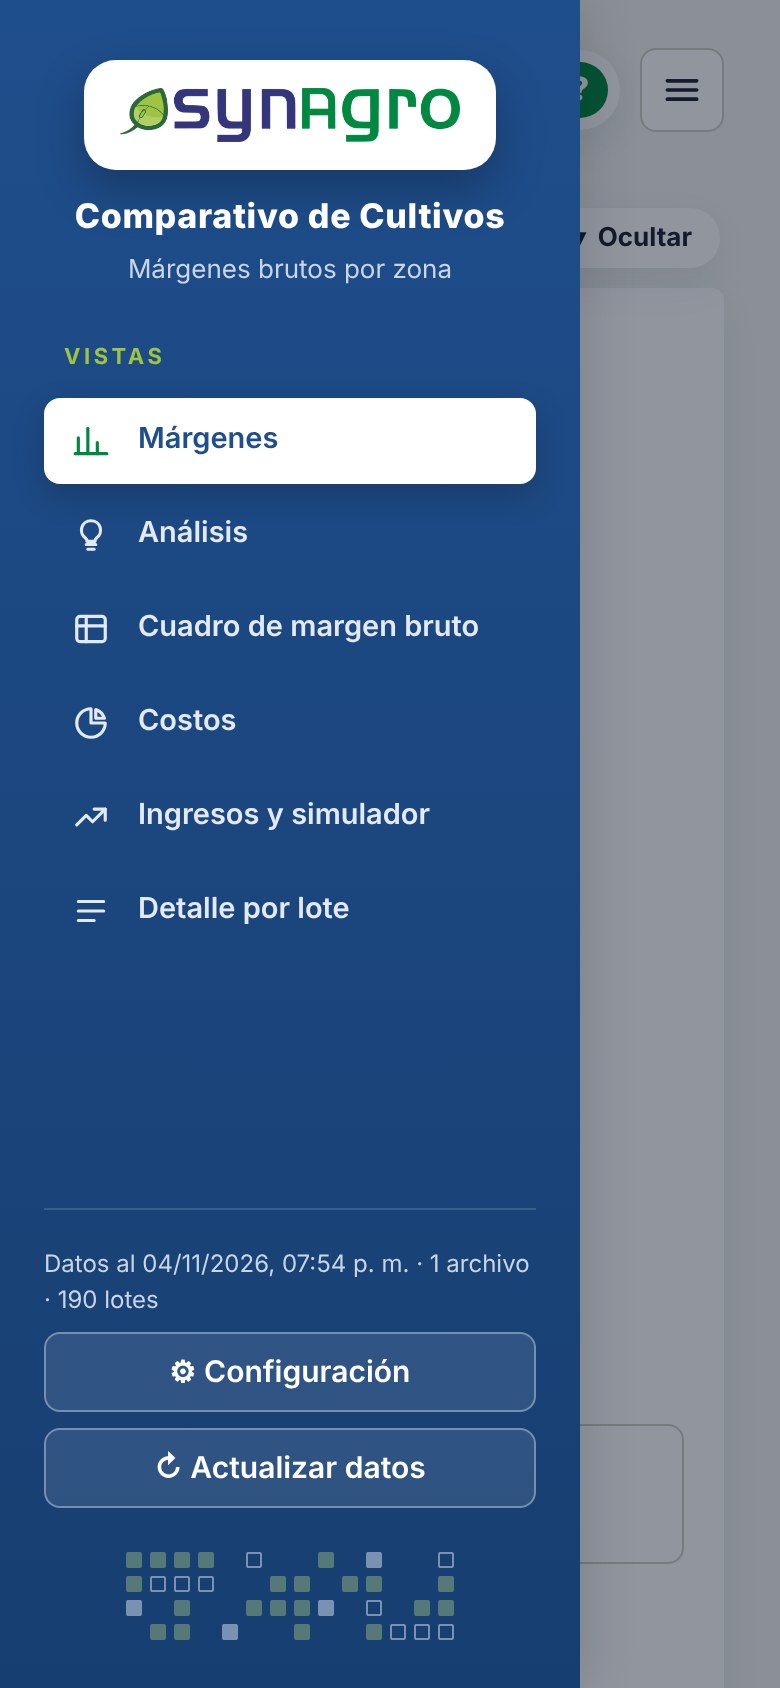 synAgro
Comparativo de Cultivos
Márgenes brutos por zona
VISTAS
Márgenes
Análisis
Cuadro de margen bruto
Costos
Ingresos y simulador
Detalle por lote
Datos al 04/11/2026, 07:54 p. m. · 1 archivo
· 190 lotes
⚙ Configuración
↻ Actualizar datos
?
▼ Ocultar